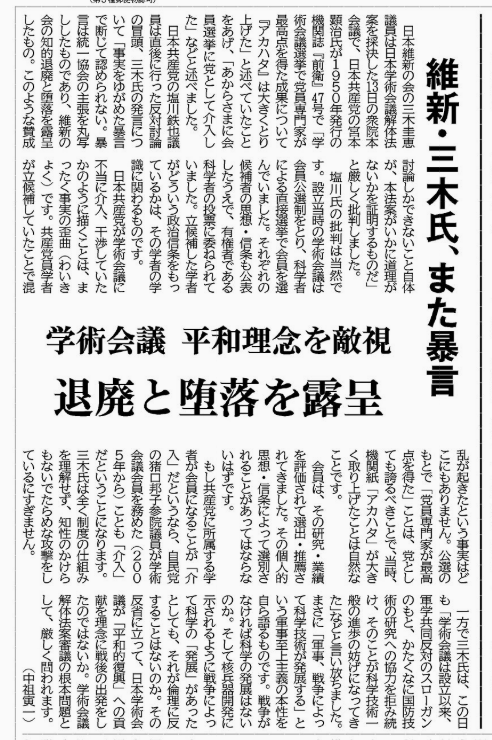 維新・三木氏、また暴言
学術会議 平和理念を敵視
退廃と堕落を露呈
　日本維新の会の三木圭恵
議員は日本学術会議解体法
案を採決した13日の衆院本
会議で、日本共産党の宮本
顕治氏が1950年発行の
機関誌『前衛』47号で「学
術会議選挙で党員専門家が
最高点を得た成果について
『アカハタ』は大きくとり
上げた」と述べていたこと
をあげ、「あからさまに会
員選挙に党として介入し
た」などと述べました。
　日本共産党の塩川鉄也議
員は直後に行った反対討論
の冒頭、三木氏の発言につ
いて「事実をゆがめた暴言
で断じて認められない。暴
言は統一協会の主張を丸写
ししたものであり、維新の
会の知的退廃と堕落を露呈
したもの。このような賛成
討論しかできないこと自体
が、本法案がいかに道理が
ないかを証明するものだ」
と厳しく批判しました。
　塩川氏の批判は当然で
す。設立当時の学術会議は
会員公選制をとり、科学者
による直接選挙で会員を選
んでいました。それぞれの
候補者の思想・信条も公表
したうえで、有権者である
科学者の投票に委ねられて
いました。立候補した学者
がどういう政治信条をもっ
ているかは、その学者の学
識に関わるものです。
　日本共産党が学術会議に
不当に介入、干渉していた
かのように描くことは、ま
ったく事実の歪曲（わいき
ょく）です。共産党員学者
が立候補していたことで混
乱が起きたという事実はど
こにもありません。公選の
もとで「党員専門家が最高
点を得た」ことは、党とし
ても誇るべきことで、当時、
機関紙「アカハタ」が大き
く取り上げたことは自然な
ことです。
　会員は、その研究・業績
を評価されて選出・推薦さ
れてきました。その個人的
思想・信条によって選別さ
れることがあってはならな
いはずです。
　もし共産党に所属する学
者が会員になることが「介
入」だというなら、自民党
の猪口邦子参院議員が学術
会議会員を務めた（200
5年から）ことも「介入」
だということになります。
三木氏は全く制度の仕組み
を理解せず、知性のかけら
もないでたらめな攻撃をし
ているにすぎません。
　一方で三木氏は、この日
も「学術会議は設立以来、
軍学共同反対のスローガン
のもと、かたくなに国防技
術の研究への協力を拒み続
け、そのことが科学技術一
般の進歩の妨げになってき
た」などと言い放ちました。
まさに「軍事、戦争によっ
て科学技術が発展する」と
いう軍事至上主義の本性を
自ら語るものです。戦争が
なければ科学の発展はない
のか。そして核兵器開発に
示されるように戦争によっ
て科学の「発展」があった
としても、それが倫理に反
することはないのか。その
反省に立って、日本学術会
議が「平和的復興」への貢
献を理念に戦後の出発をし
たのではないか。学術会議
解体法案審議の根本問題と
して、厳しく問われます。
（中祖寅一）